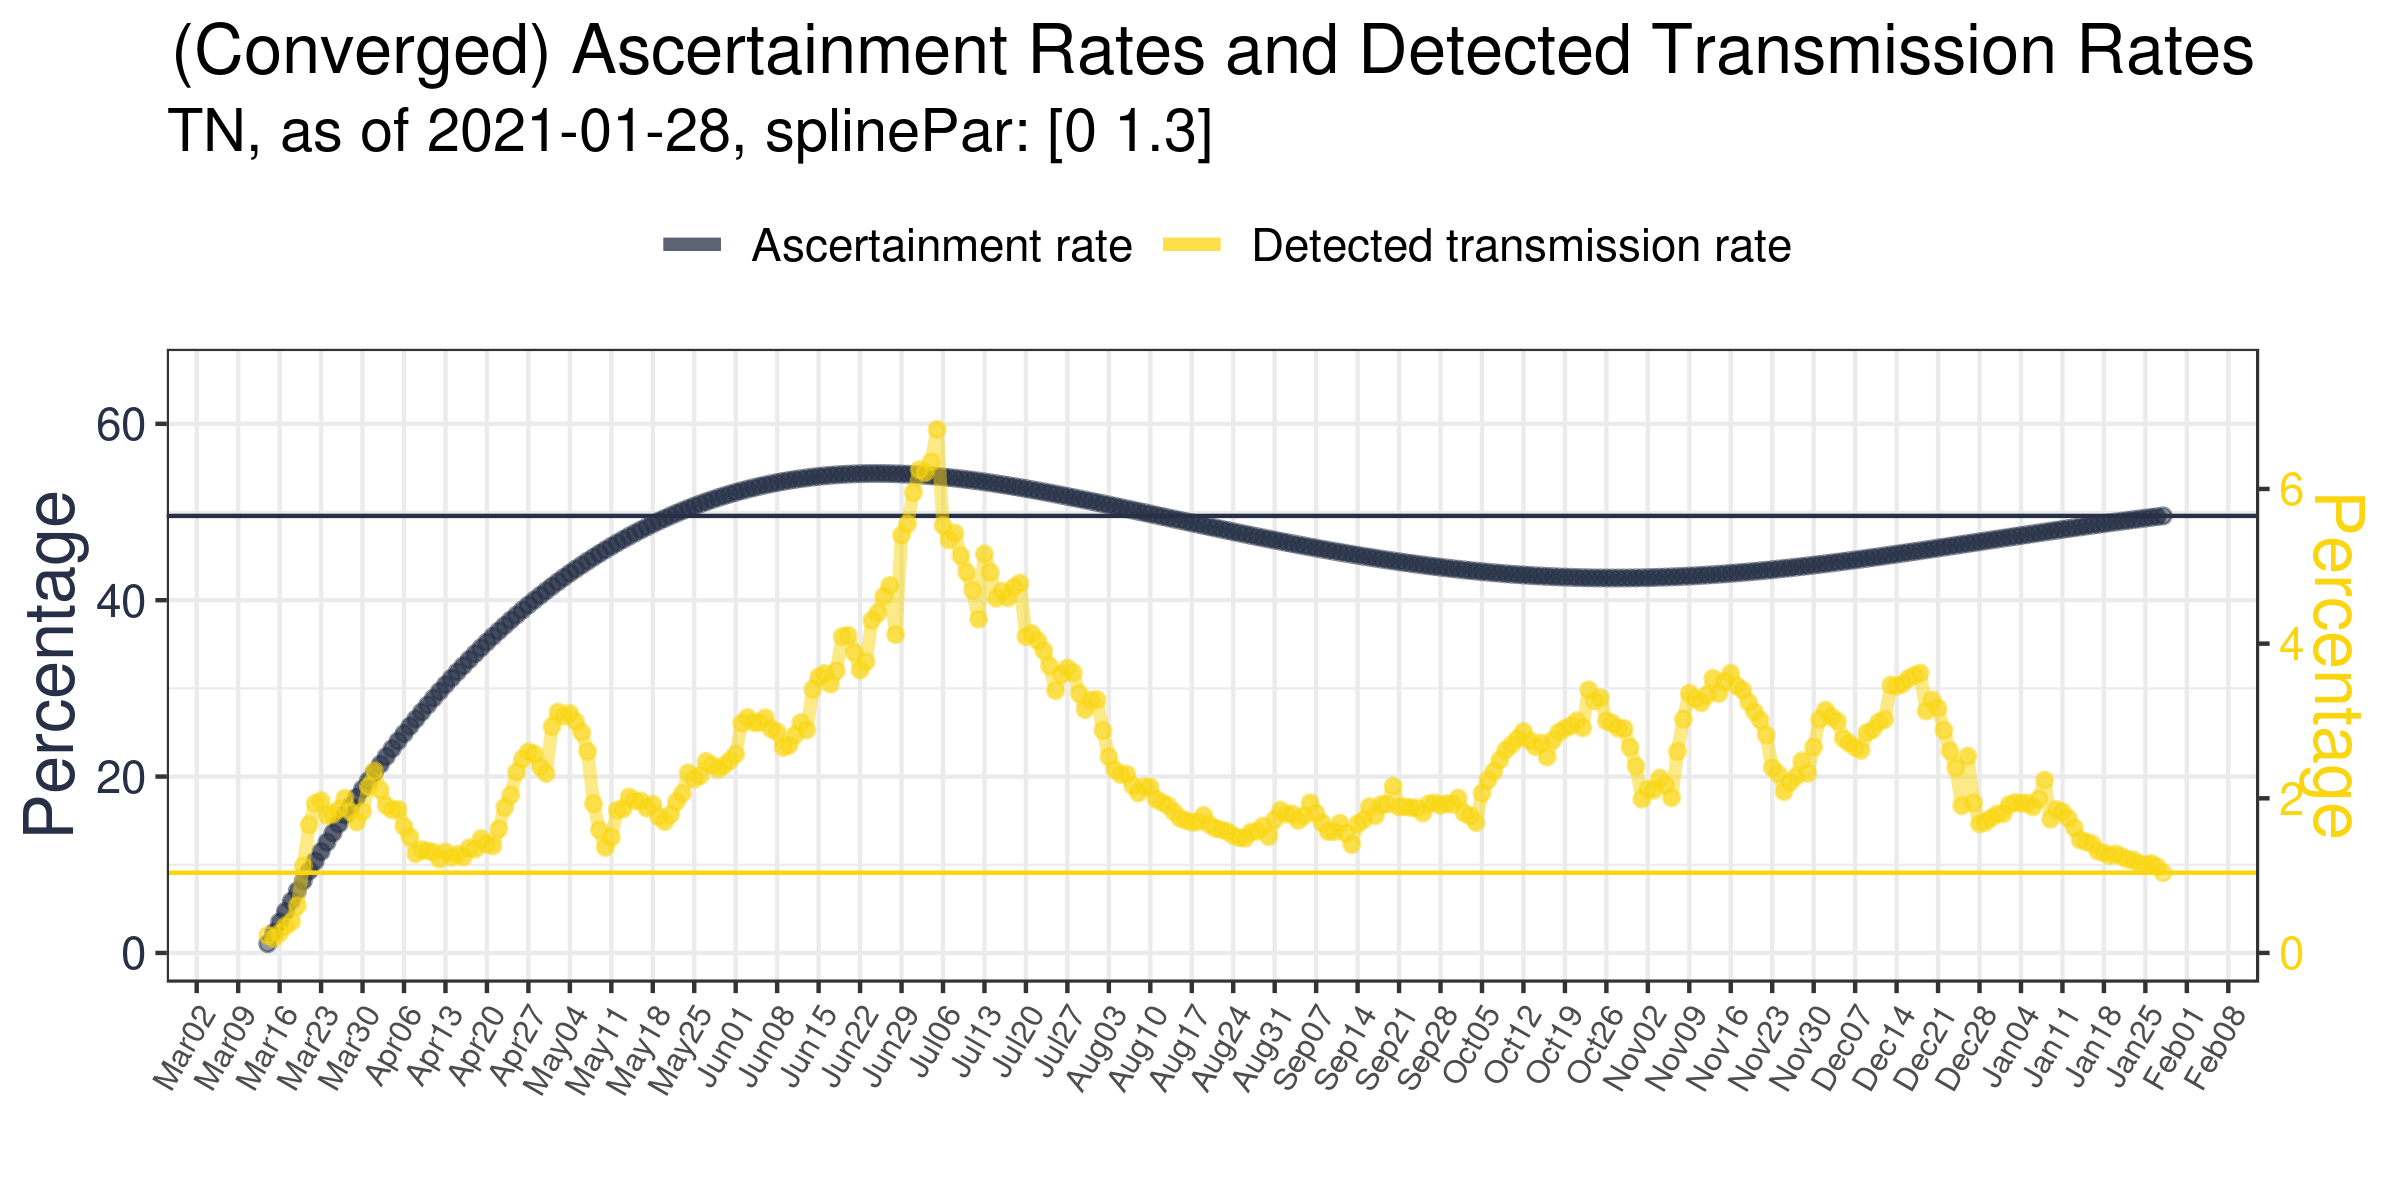 (Converged) Ascertainment Rates and Detected Transmission Rates
TN, as of 2021-01-28, splinePar: [0 1.3]
Ascertainment rate
Detected transmission rate
Percentage
60
40
20
0
6
4
2
0
Percentage
Mar02
Mar09
Mar16
Mar23
Mar30
Apr06
Apr13
Apr20
Apr27
May04
May11
May18
May25
Jun01
Jun08
Jun15
Jun22
Jun29
Jul06
Jul13
Jul20
Jul27
Aug03
Aug10
Aug17
Aug24
Aug31
Sep07
Sep14
Sep21
Sep28
Oct05
Oct12
Oct19
Oct26
Nov02
Nov09
Nov16
Nov23
Nov30
Dec07
Dec14
Dec21
Dec28
Jan04
Jan11
Jan18
Jan25
Feb01
Feb08